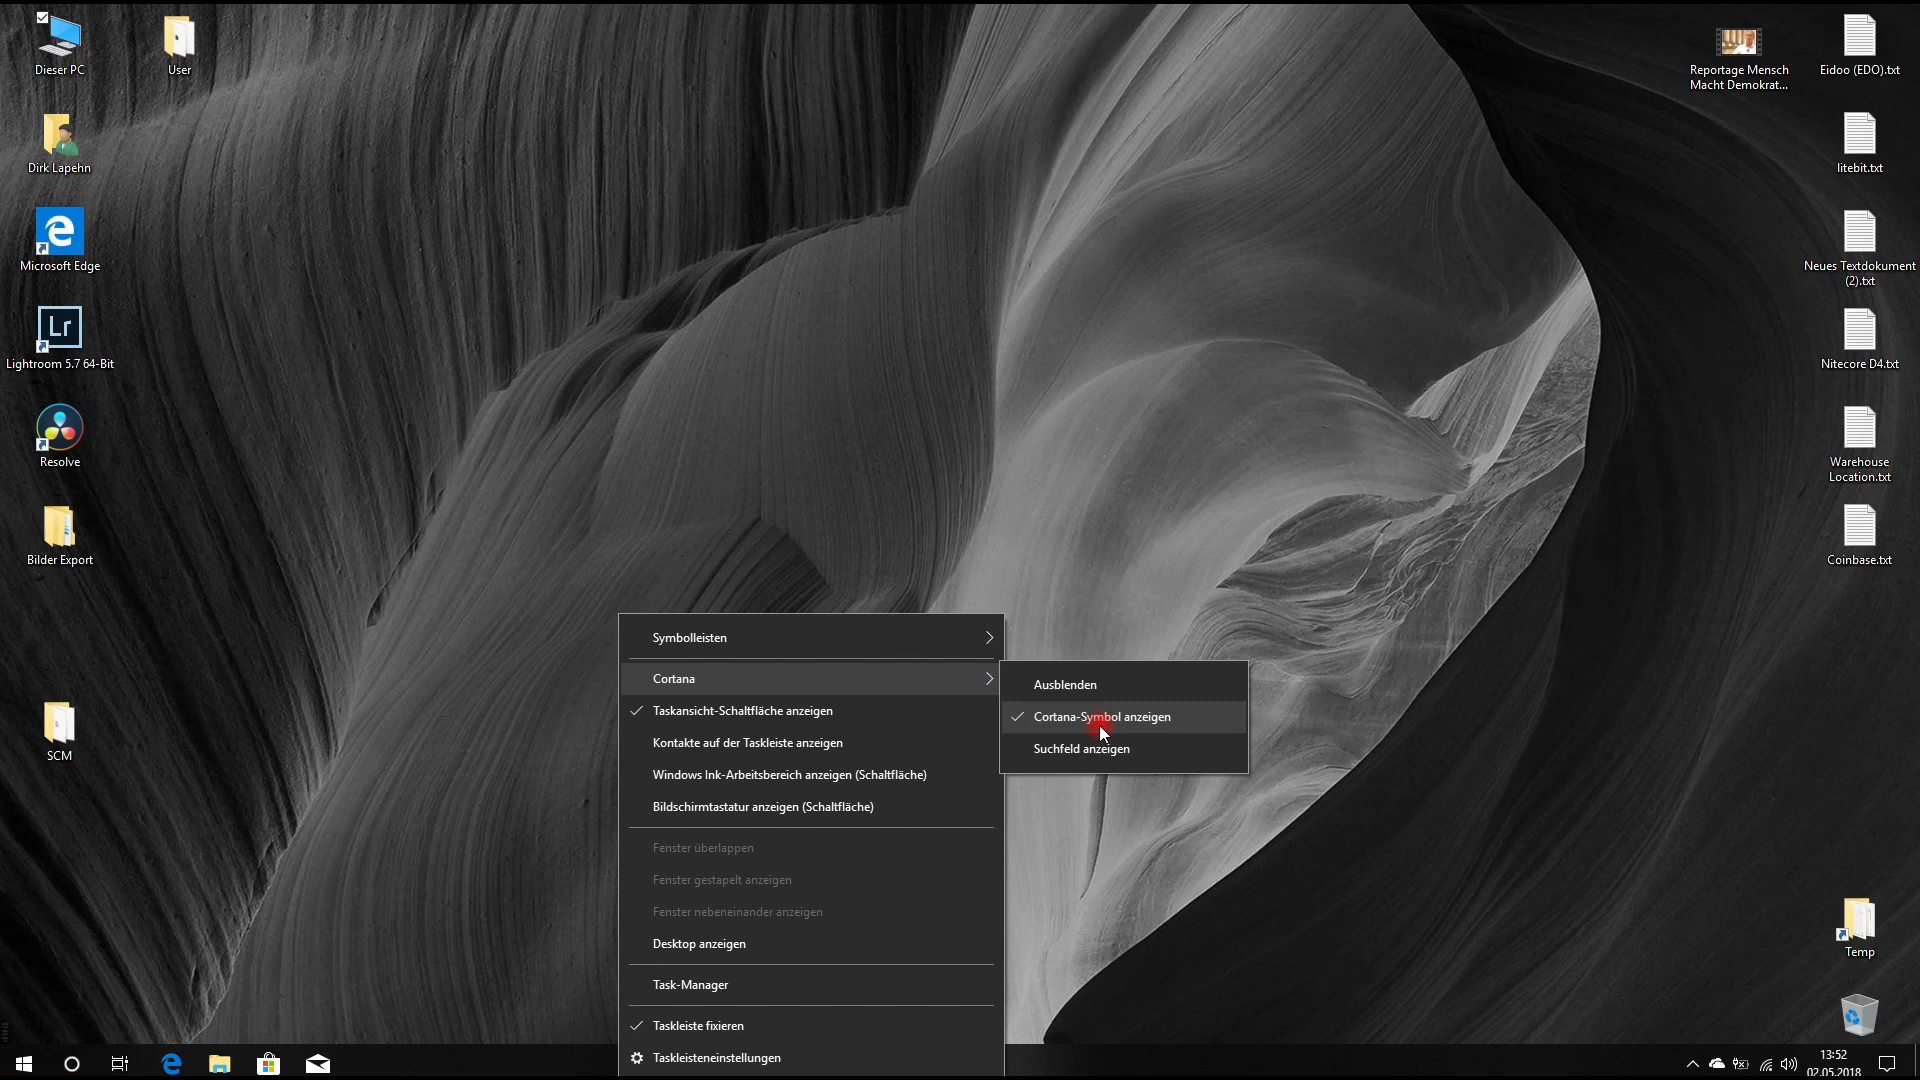 Dieser PC
User
Reportage Mensch
Macht Demokrat...
Eidoo (EDO).txt
Dirk Lapehn
litebit.txt
Microsoft Edge
Neues Textdokument
(2).txt
Lr
Lightroom 5.7 64-Bit
Nitecore D4.txt
Resolve
Warehouse
Location.txt
Bilder Export
Coinbase.txt
SCM
Symbolleisten
Cortana
Taskansicht-Schaltfläche anzeigen
Kontakte auf der Taskleiste anzeigen
Windows Ink-Arbeitsbereich anzeigen (Schaltfläche)
Bildschirmtastatur anzeigen (Schaltfläche)
Fenster überlappen
Fenster gestapelt anzeigen
Fenster nebeneinander anzeigen
Desktop anzeigen
Task-Manager
Taskleiste fixieren
Taskleisteneinstellungen
Ausblenden
Cortana-Symbol anzeigen
Suchfeld anzeigen
Temp
13:52
02.05.2018